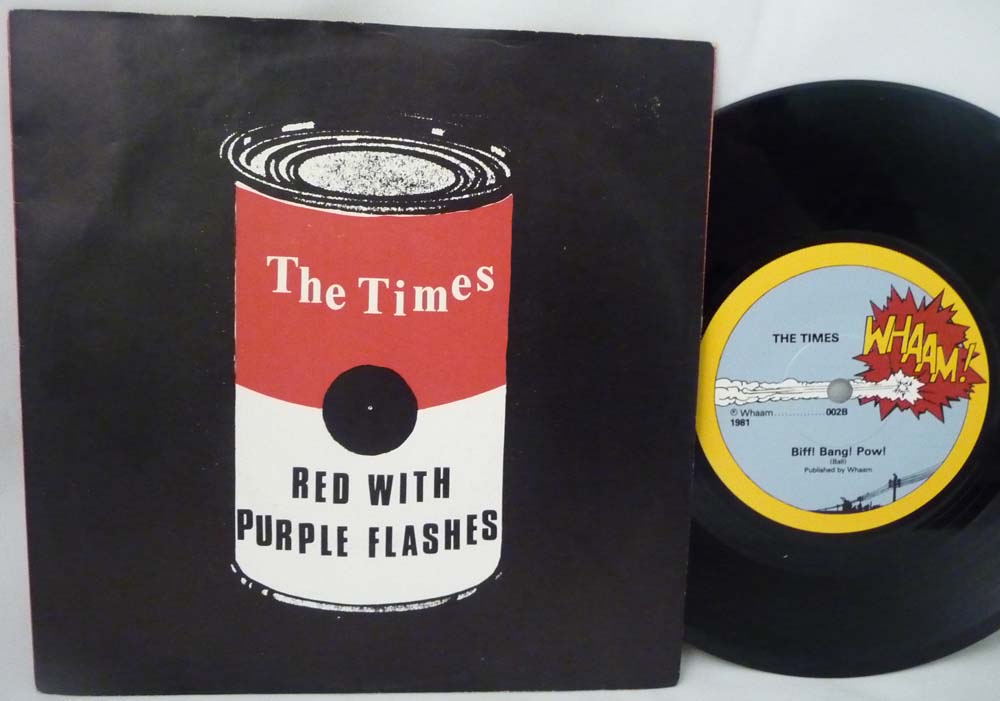 The Times
RED WITH
PURPLE FLASHES
WHAAM!
THE TIMES
℗ Whaam..............002B
1981
Biff! Bang! Pow!
(Ball)
Published by Whaam